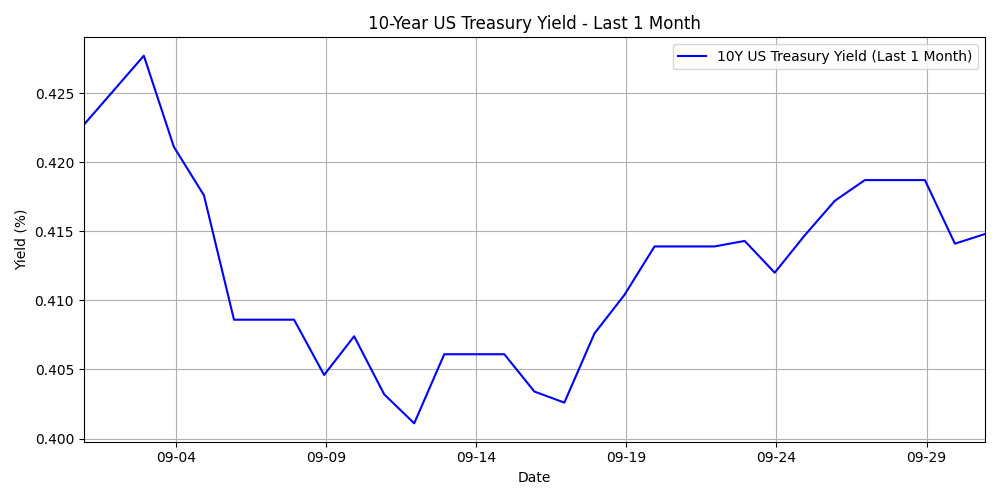 10-Year US Treasury Yield - Last 1 Month
10Y US Treasury Yield (Last 1 Month)
Yield (%)
0.425
0.420
0.415
0.410
0.405
0.400
09-04 09-09 09-14 09-19 09-24 09-29
Date